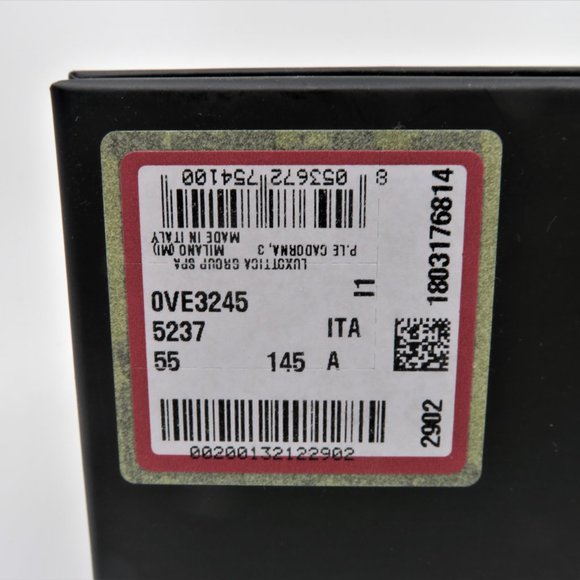 8 053672 754100
LUXOTTICA GROUP SPA
P.LE CADORNA, 3 MILANO (MI)
MADE IN ITALY
0VE3245
5237
55 145
I1
ITA
A
1803176814
2902
00200132122902